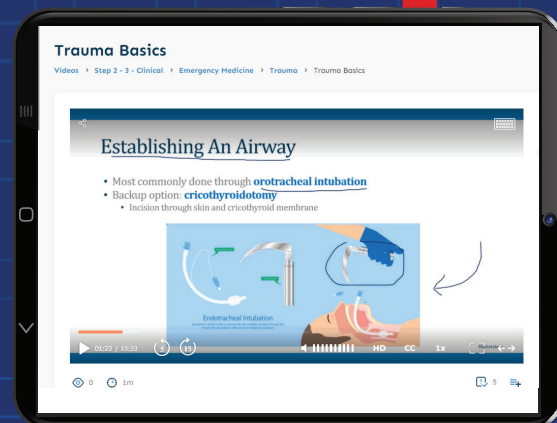 Trauma Basics
Videos > Step 2 - 3 - Clinical > Emergency Medicine > Trauma > Trauma Basics
Establishing An Airway
• Most commonly done through orotracheal intubation
• Backup option: cricothyroidotomy
• Incision through skin and cricothyroid membrane
Endotracheal Intubation
01:23 / 13:33 5 15 HD CC 1x
0 1m 5